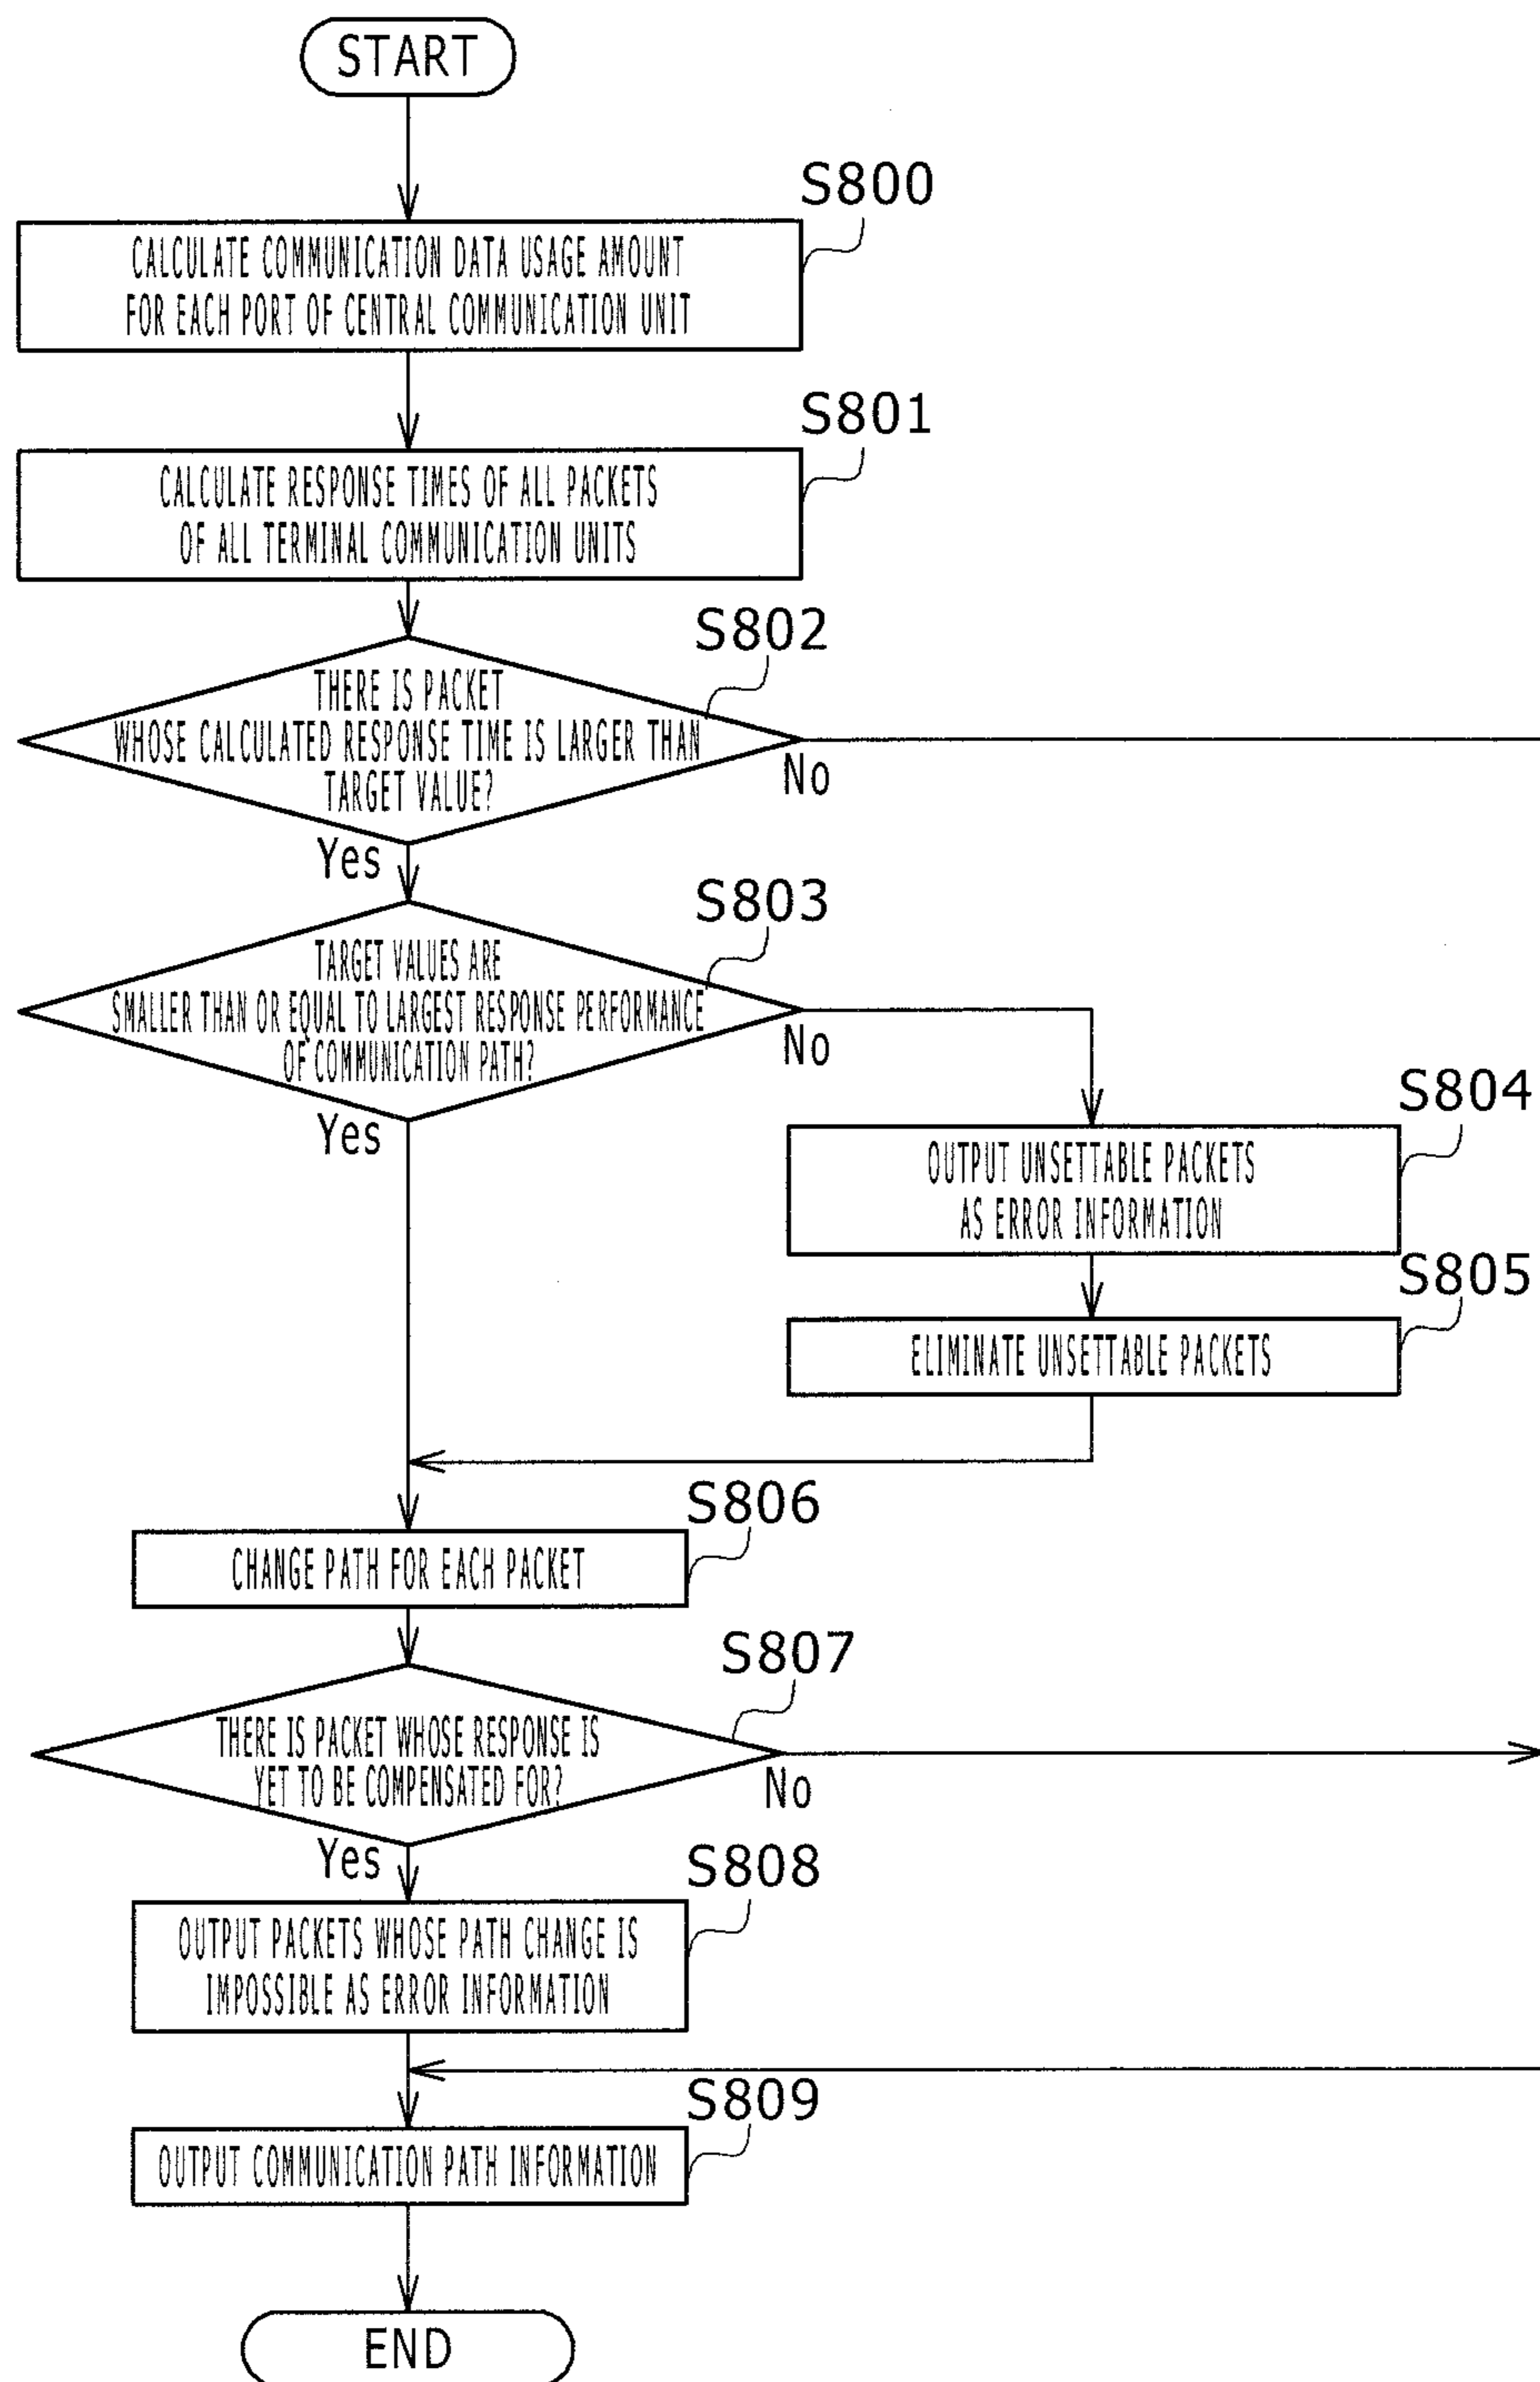 START
S800
CALCULATE COMMUNICATION DATA USAGE AMOUNT
FOR EACH PORT OF CENTRAL COMMUNICATION UNIT
S801
CALCULATE RESPONSE TIMES OF ALL PACKETS
OF ALL TERMINAL COMMUNICATION UNITS
S802
THERE IS PACKET
WHOSE CALCULATED RESPONSE TIME IS LARGER THAN
TARGET VALUE?
No
Yes
S803
TARGET VALUES ARE
SMALLER THAN OR EQUAL TO LARGEST RESPONSE PERFORMANCE
OF COMMUNICATION PATH?
No
Yes
S804
OUTPUT UNSETTABLE PACKETS
AS ERROR INFORMATION
S805
ELIMINATE UNSETTABLE PACKETS
S806
CHANGE PATH FOR EACH PACKET
S807
THERE IS PACKET WHOSE RESPONSE IS
YET TO BE COMPENSATED FOR?
No
Yes
S808
OUTPUT PACKETS WHOSE PATH CHANGE IS
IMPOSSIBLE AS ERROR INFORMATION
S809
OUTPUT COMMUNICATION PATH INFORMATION
END